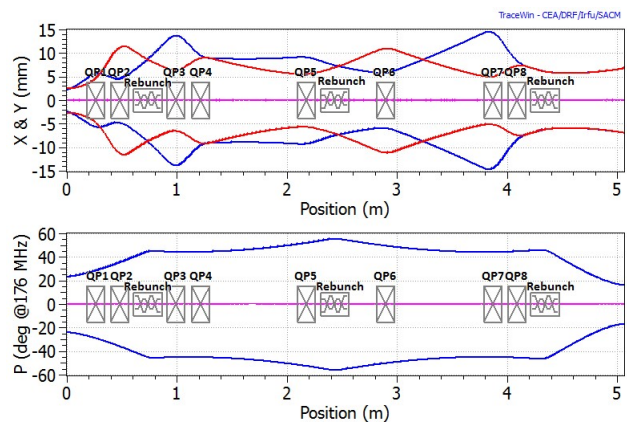 TraceWin - CEA/DRF/Irfu/SACM
X & Y (mm)
15
10
5
0
-5
-10
-15
QP1 QP2 QP3 QP4 QP5 QP6 QP7 QP8
Rebunch Rebunch Rebunch
0 1 2 3 4 5
Position (m)
P (deg @176 MHz)
60
40
20
0
-20
-40
-60
QP1 QP2 QP3 QP4 QP5 QP6 QP7 QP8
Rebunch Rebunch Rebunch
0 1 2 3 4 5
Position (m)